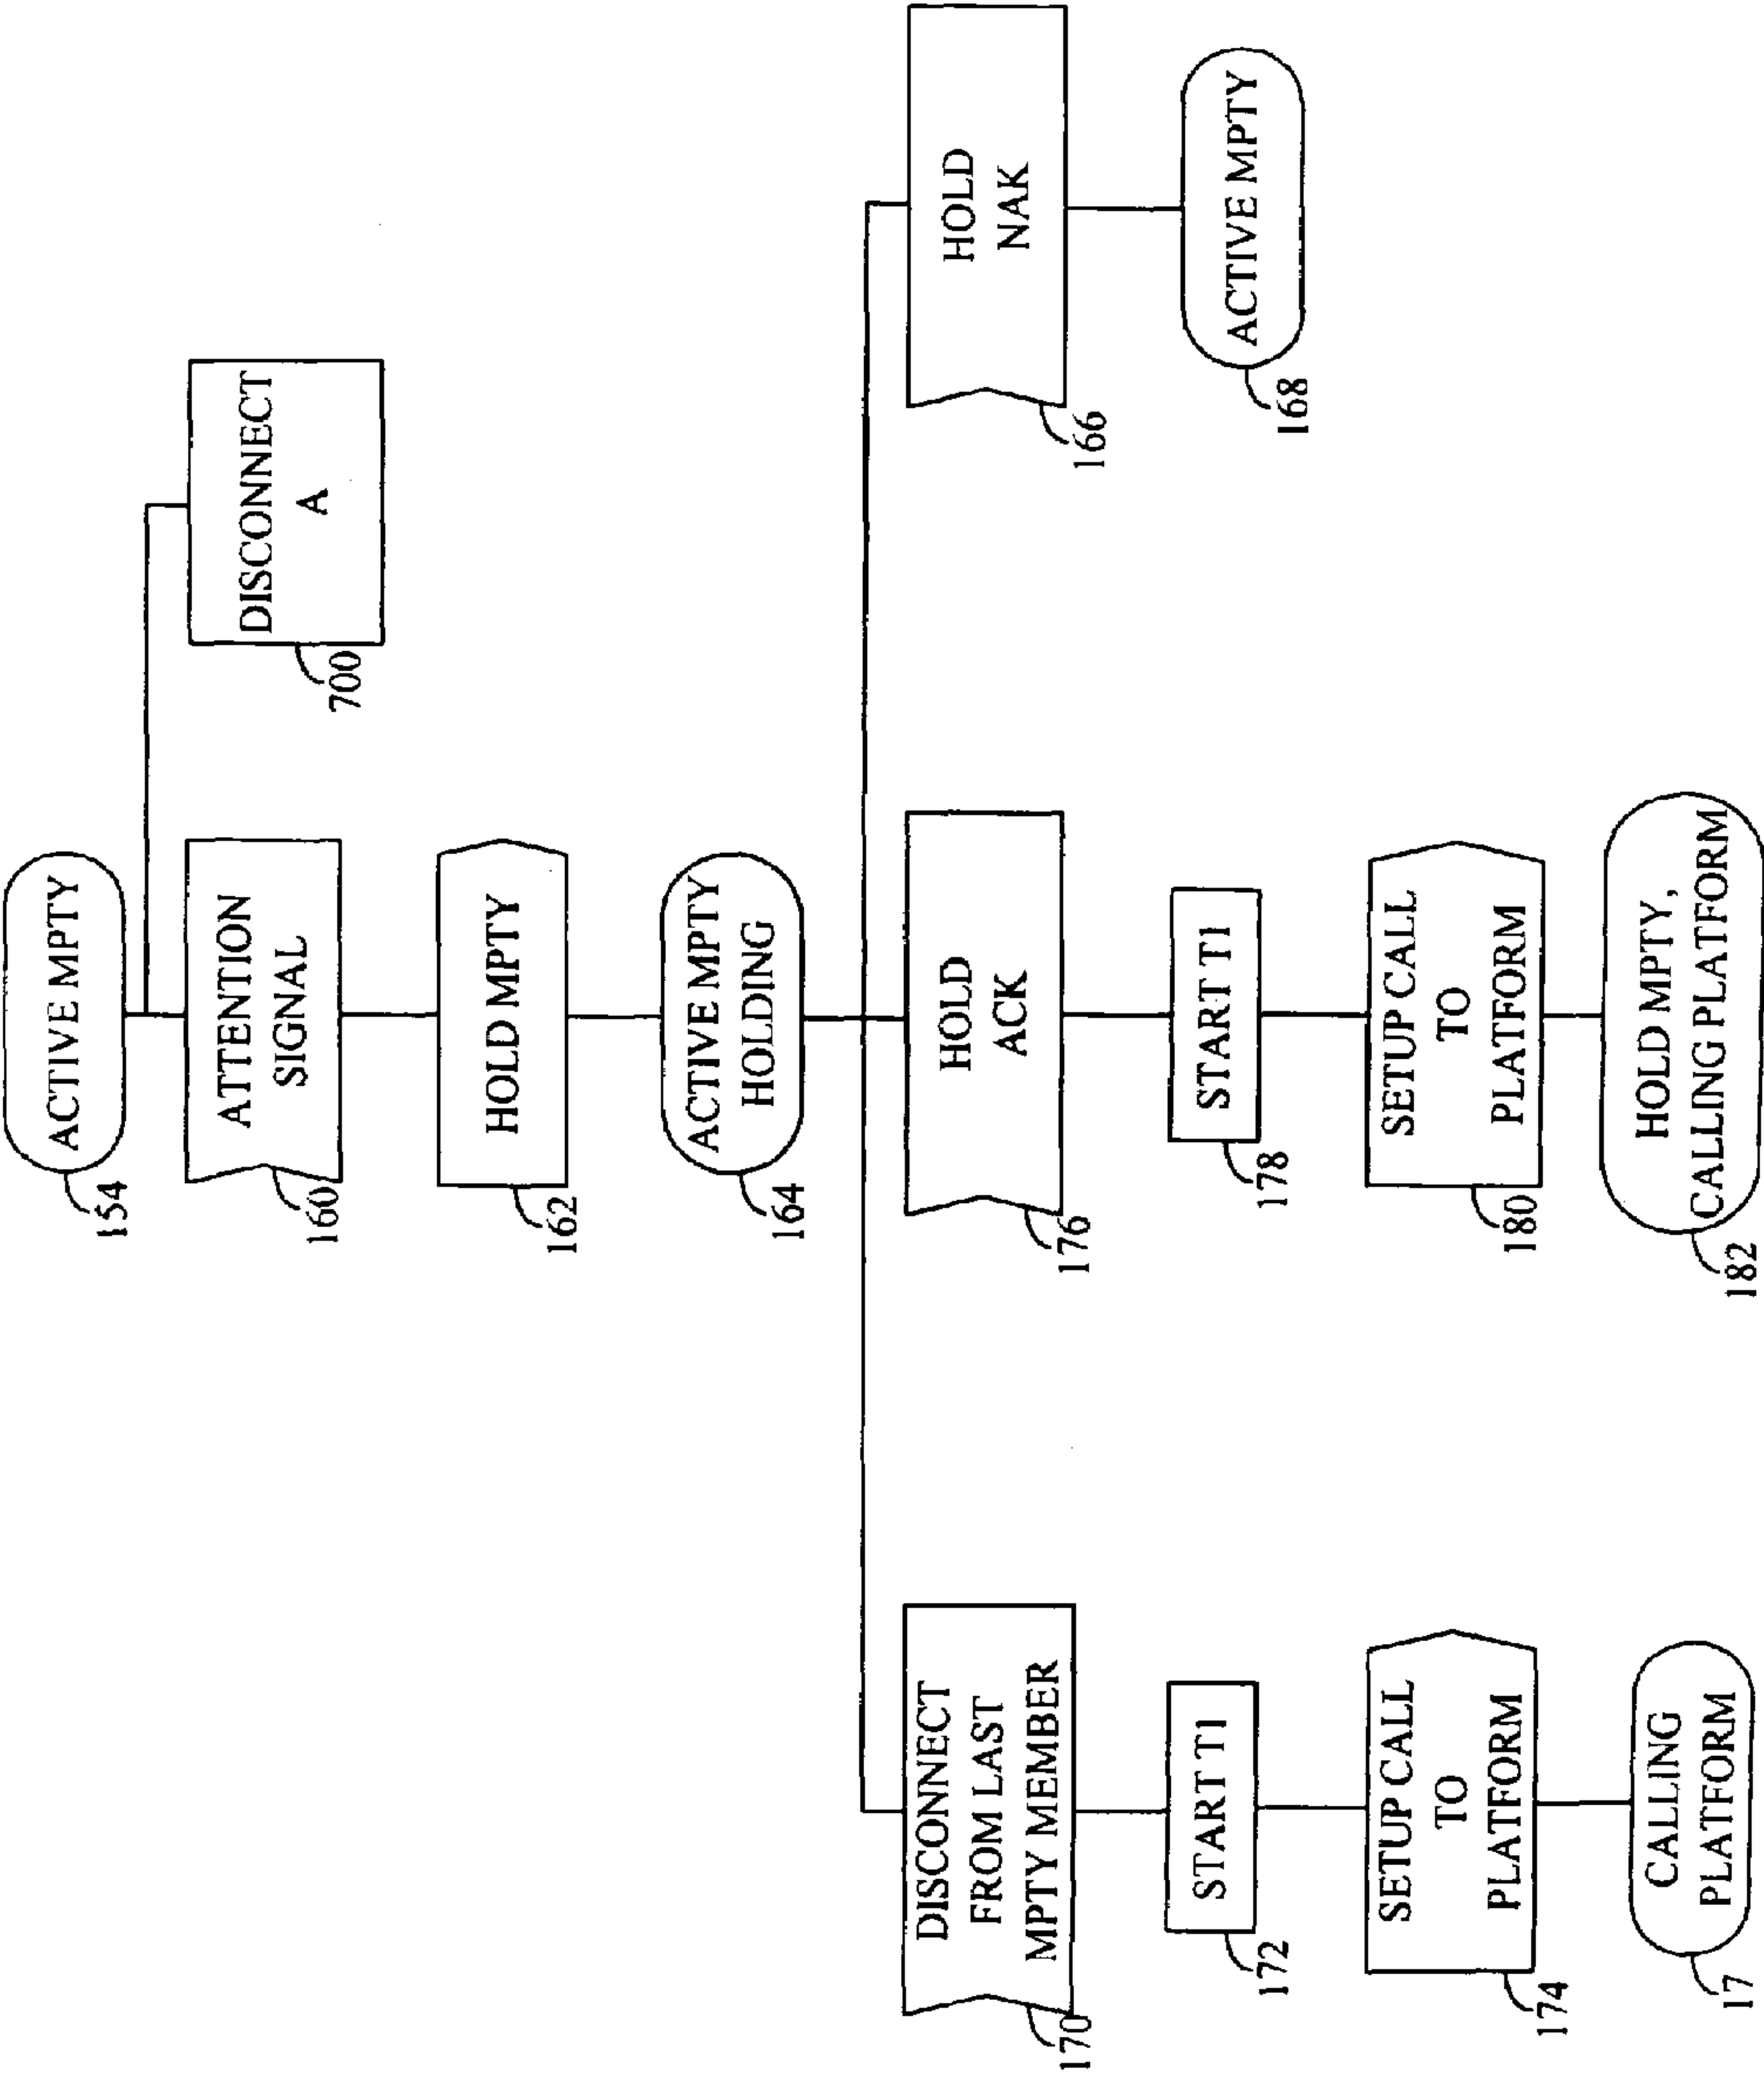 ACTIVE MPTY
154
ATTENTION
SIGNAL
160
DISCONNECT
A
700
HOLD MPTY
162
ACTIVE MPTY
HOLDING
164
DISCONNECT
FROM LAST
MPTY MEMBER
170
START T1
172
SETUP CALL
TO
PLATFORM
174
CALLING
PLATFORM
17
HOLD
ACK
176
START T1
178
SETUP CALL
TO
PLATFORM
180
HOLD MPTY,
CALLING PLATFORM
182
HOLD
NAK
166
ACTIVE MPTY
168